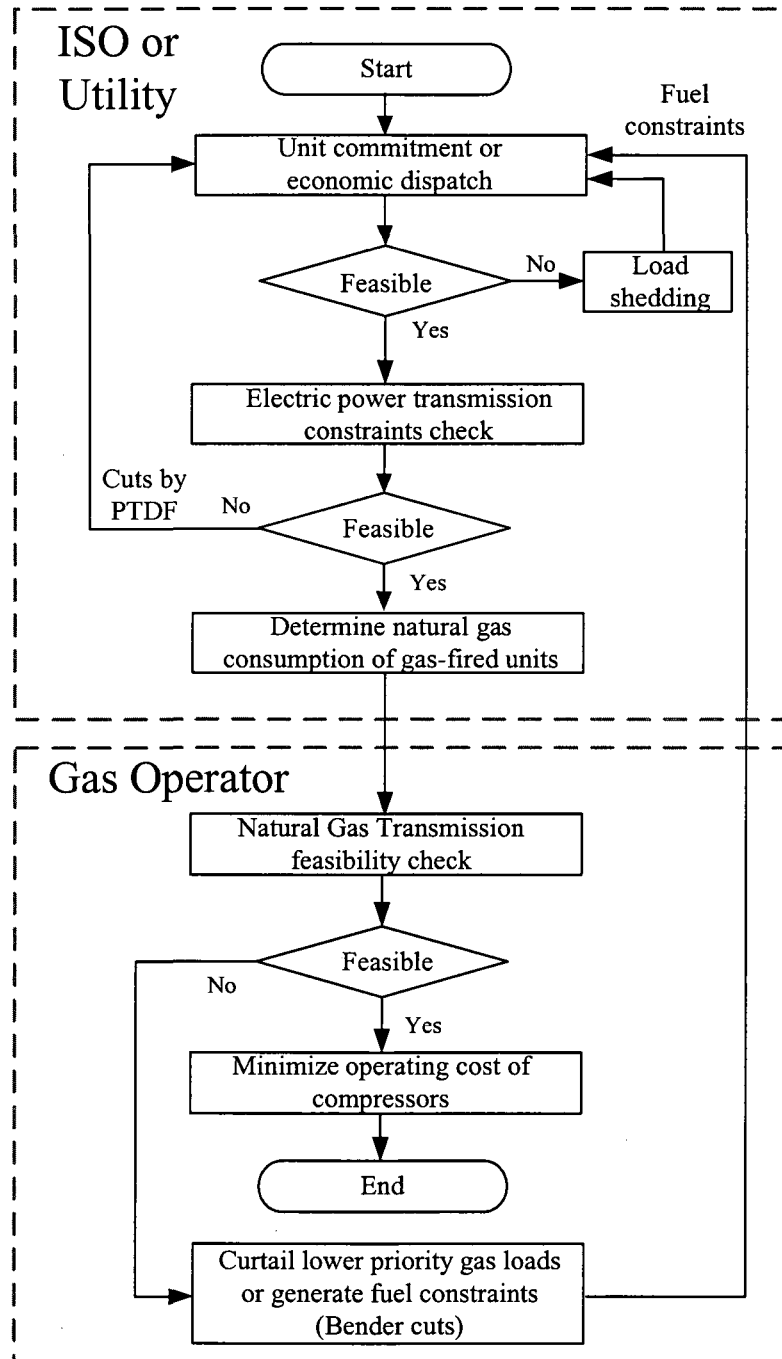 ISO or
Utility
Start
Fuel
constraints
Unit commitment or
economic dispatch
Feasible
No
Load
shedding
Yes
Electric power transmission
constraints check
Cuts by
PTDF
No
Feasible
Yes
Determine natural gas
consumption of gas-fired units
Gas Operator
Natural Gas Transmission
feasibility check
Feasible
No
Yes
Minimize operating cost of
compressors
End
Curtail lower priority gas loads
or generate fuel constraints
(Bender cuts)